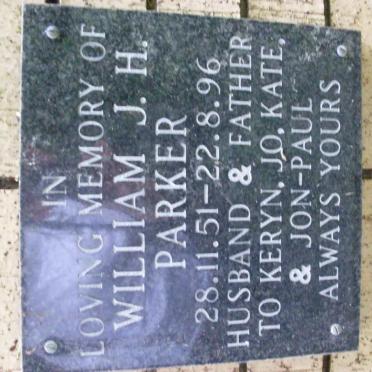 IN
LOVING MEMORY OF
WILLIAM J. H.
PARKER
28.11.51-22.8.96
HUSBAND & FATHER
TO KERYN, JO, KATE,
& JON-PAUL
ALWAYS YOURS